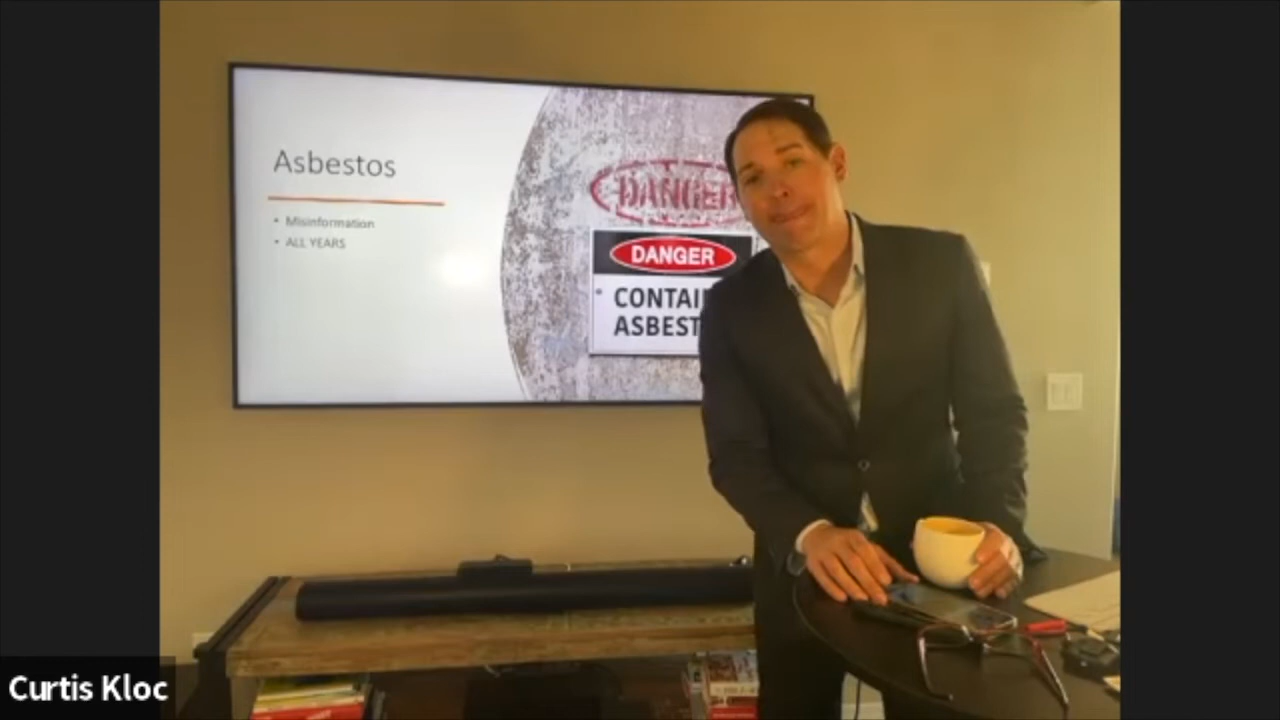 Asbestos
• Misinformation
• ALL YEARS
DANGER
DANGER
CONTAI
ASBEST
Curtis Kloc